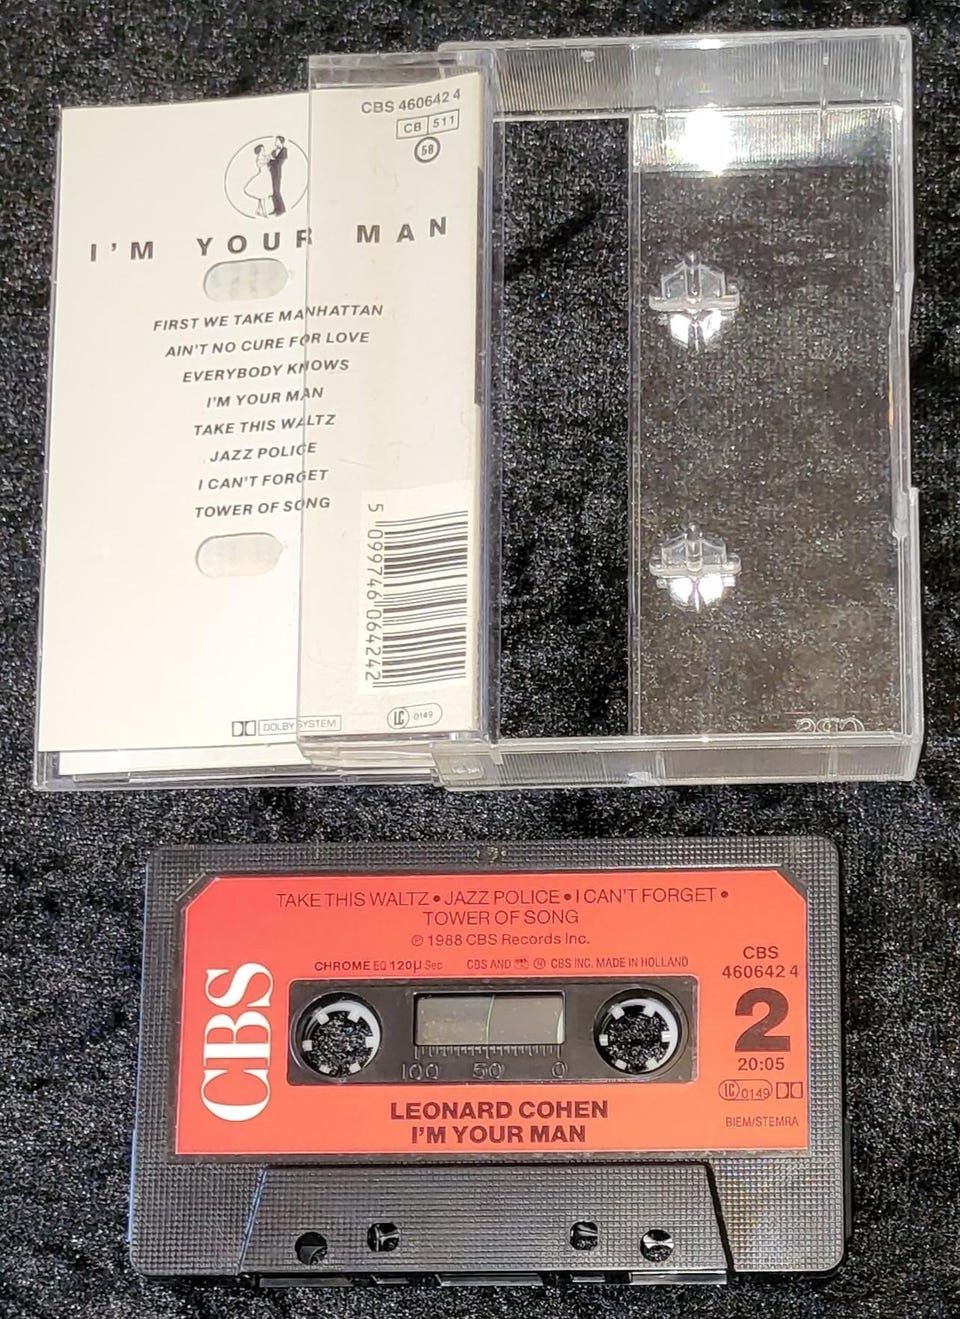 CBS 460642 4
CB 511
58
I'M YOUR MAN
FIRST WE TAKE MANHATTAN
AIN'T NO CURE FOR LOVE
EVERYBODY KNOWS
I'M YOUR MAN
TAKE THIS WALTZ
JAZZ POLICE
I CAN'T FORGET
TOWER OF SONG
5 099746 064242
DOLBY SYSTEM
LC 0149
CBS
TAKE THIS WALTZ • JAZZ POLICE • I CAN'T FORGET •
TOWER OF SONG
℗ 1988 CBS Records Inc.
CHROME EQ 120µ Sec CBS AND ® CBS INC. MADE IN HOLLAND
CBS
460642 4
CBS
2
20:05
100 50 0
LC 0149
LEONARD COHEN
I'M YOUR MAN
BIEM/STEMRA